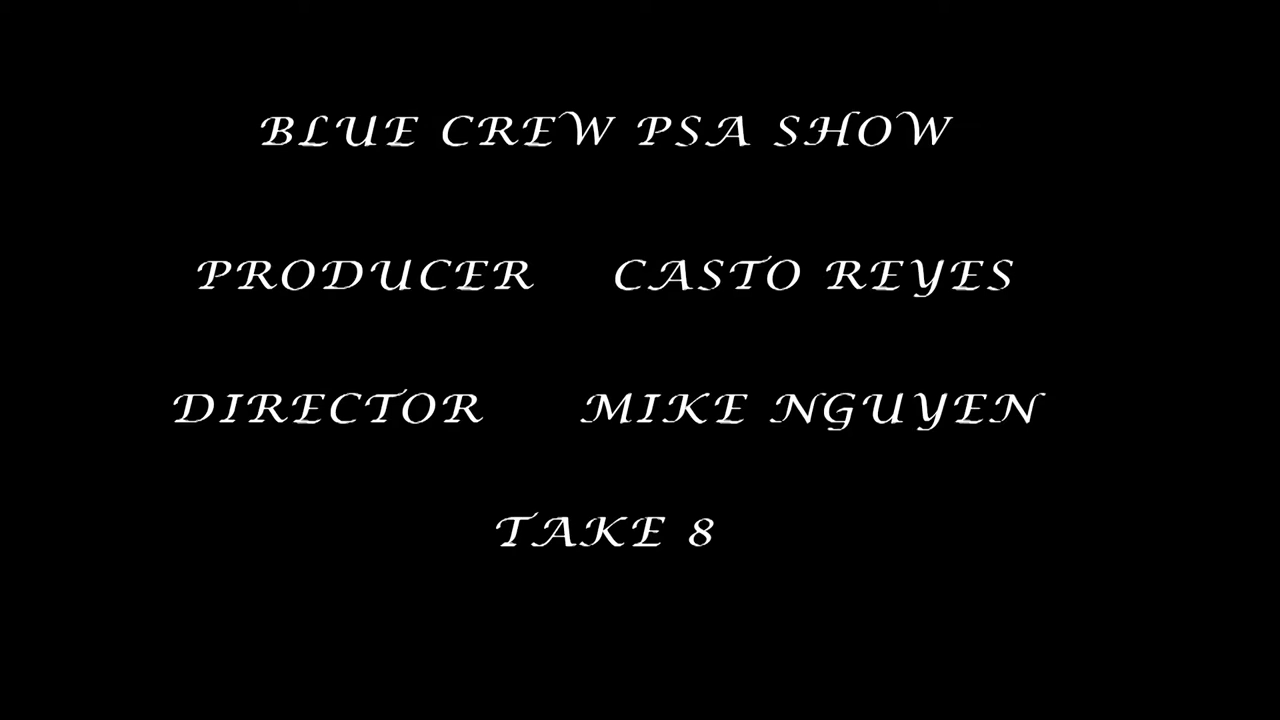 BLUE CREW PSA SHOW
PRODUCER CASTO REYES
DIRECTOR MIKE NGUYEN
TAKE 8